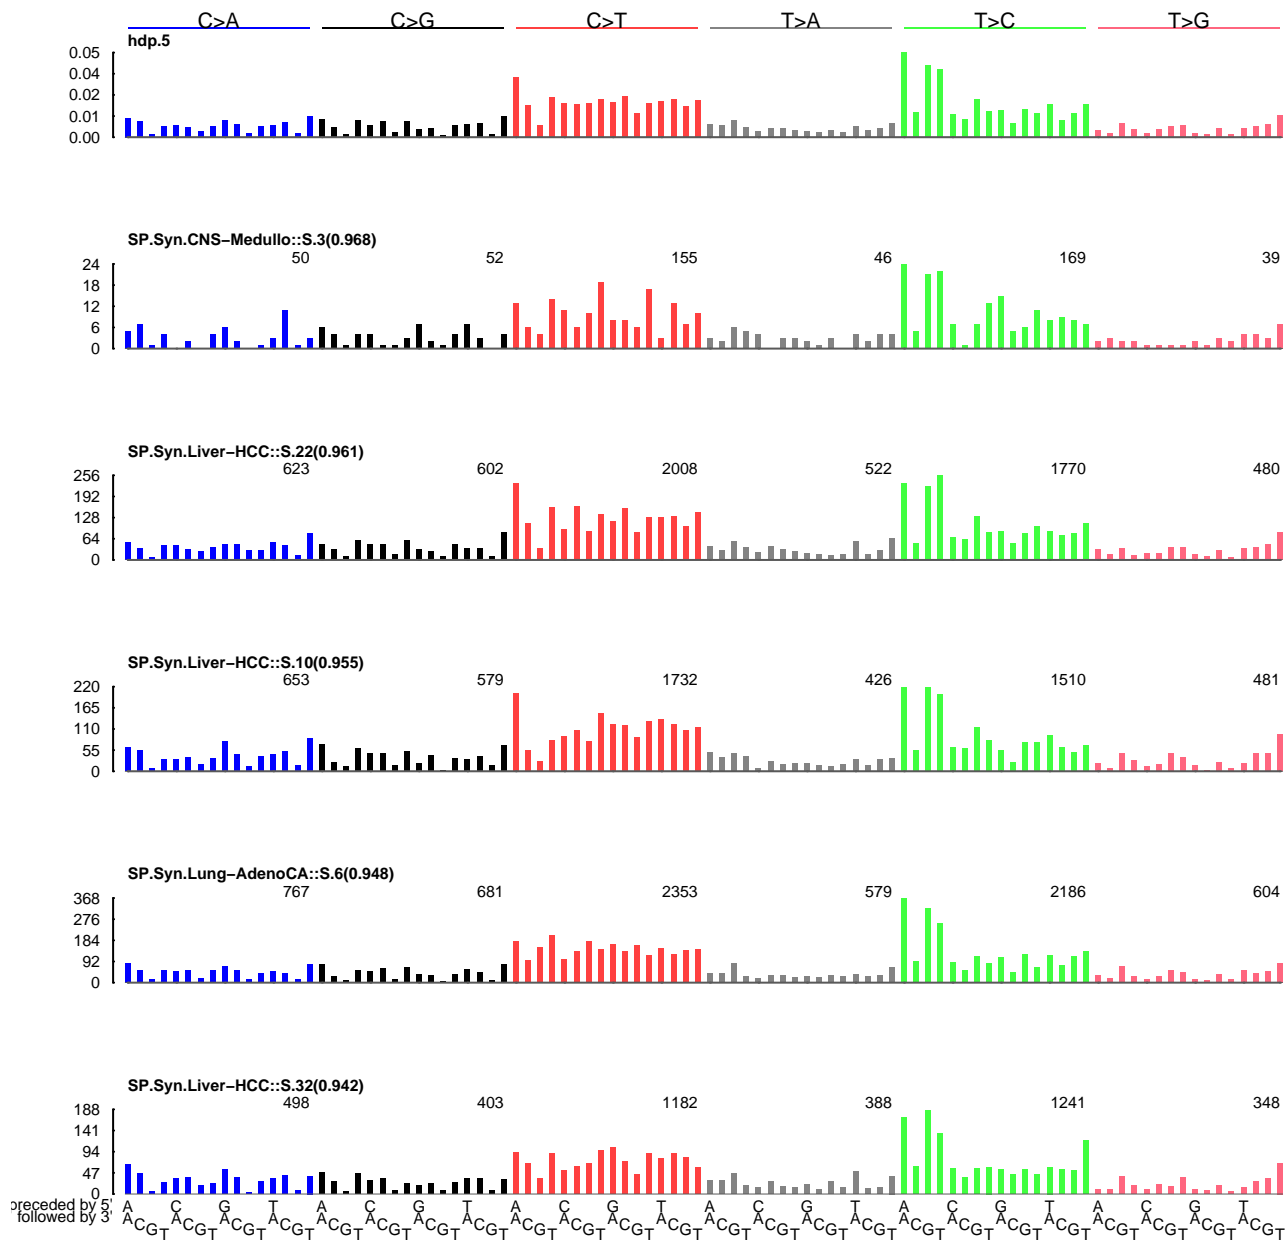 C>A C>G C>T T>A T>C T>G
hdp.5
0.05
0.04
0.02
0.01
0.00
SP.Syn.CNS−Medullo::S.3(0.968)
50 52 155 46 169 39
24
18
12
6
0
SP.Syn.Liver−HCC::S.22(0.961)
623 602 2008 522 1770 480
256
192
128
64
0
SP.Syn.Liver−HCC::S.10(0.955)
653 579 1732 426 1510 481
220
165
110
55
0
SP.Syn.Lung−AdenoCA::S.6(0.948)
767 681 2353 579 2186 604
368
276
184
92
0
SP.Syn.Liver−HCC::S.32(0.942)
498 403 1182 388 1241 348
188
141
94
47
0
preceded by 5' A C G T A C G T A C G T A C G T A C G T A C G T
followed by 3' A C G T A C G T A C G T A C G T A C G T A C G T A C G T A C G T A C G T A C G T A C G T A C G T A C G T A C G T A C G T A C G T A C G T A C G T A C G T A C G T A C G T A C G T A C G T A C G T